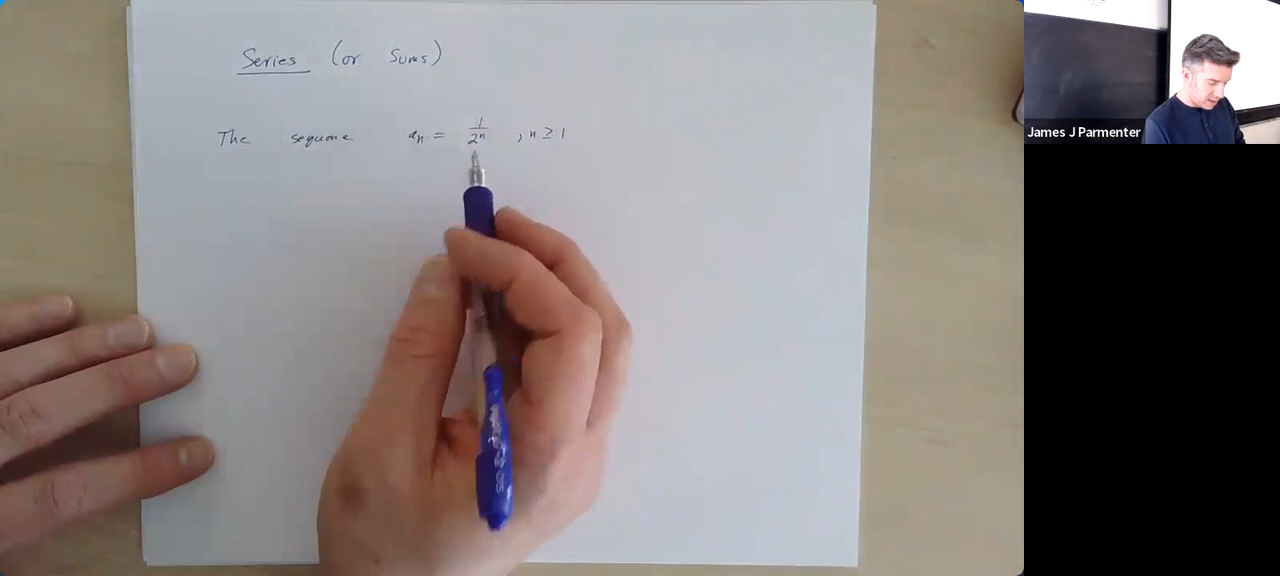 Series (or Sums)
The sequence a_n = 1/2^n , n ≥ 1
James J Parmenter